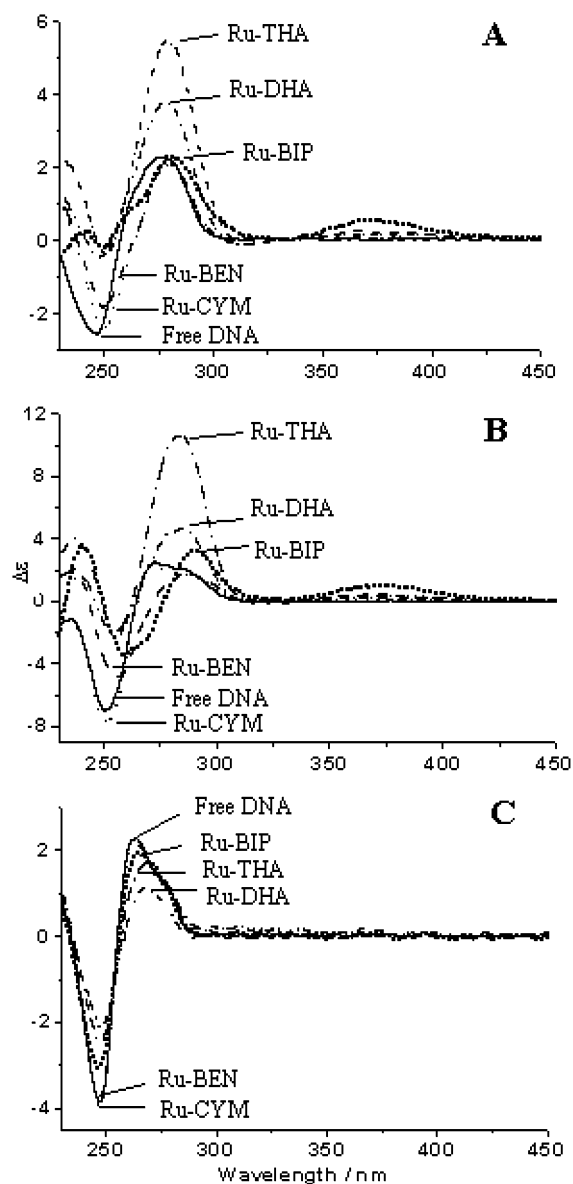 A
Ru-THA
Ru-DHA
Ru-BIP
Ru-BEN
Ru-CYM
Free DNA
6
4
2
0
-2
250 300 350 400 450
B
Ru-THA
Ru-DHA
Ru-BIP
Ru-BEN
Free DNA
Ru-CYM
12
8
4
0
-4
-8
Δε
250 300 350 400 450
C
Free DNA
Ru-BIP
Ru-THA
Ru-DHA
Ru-BEN
Ru-CYM
2
0
-2
-4
250 300 350 400 450
Wavelength / nm